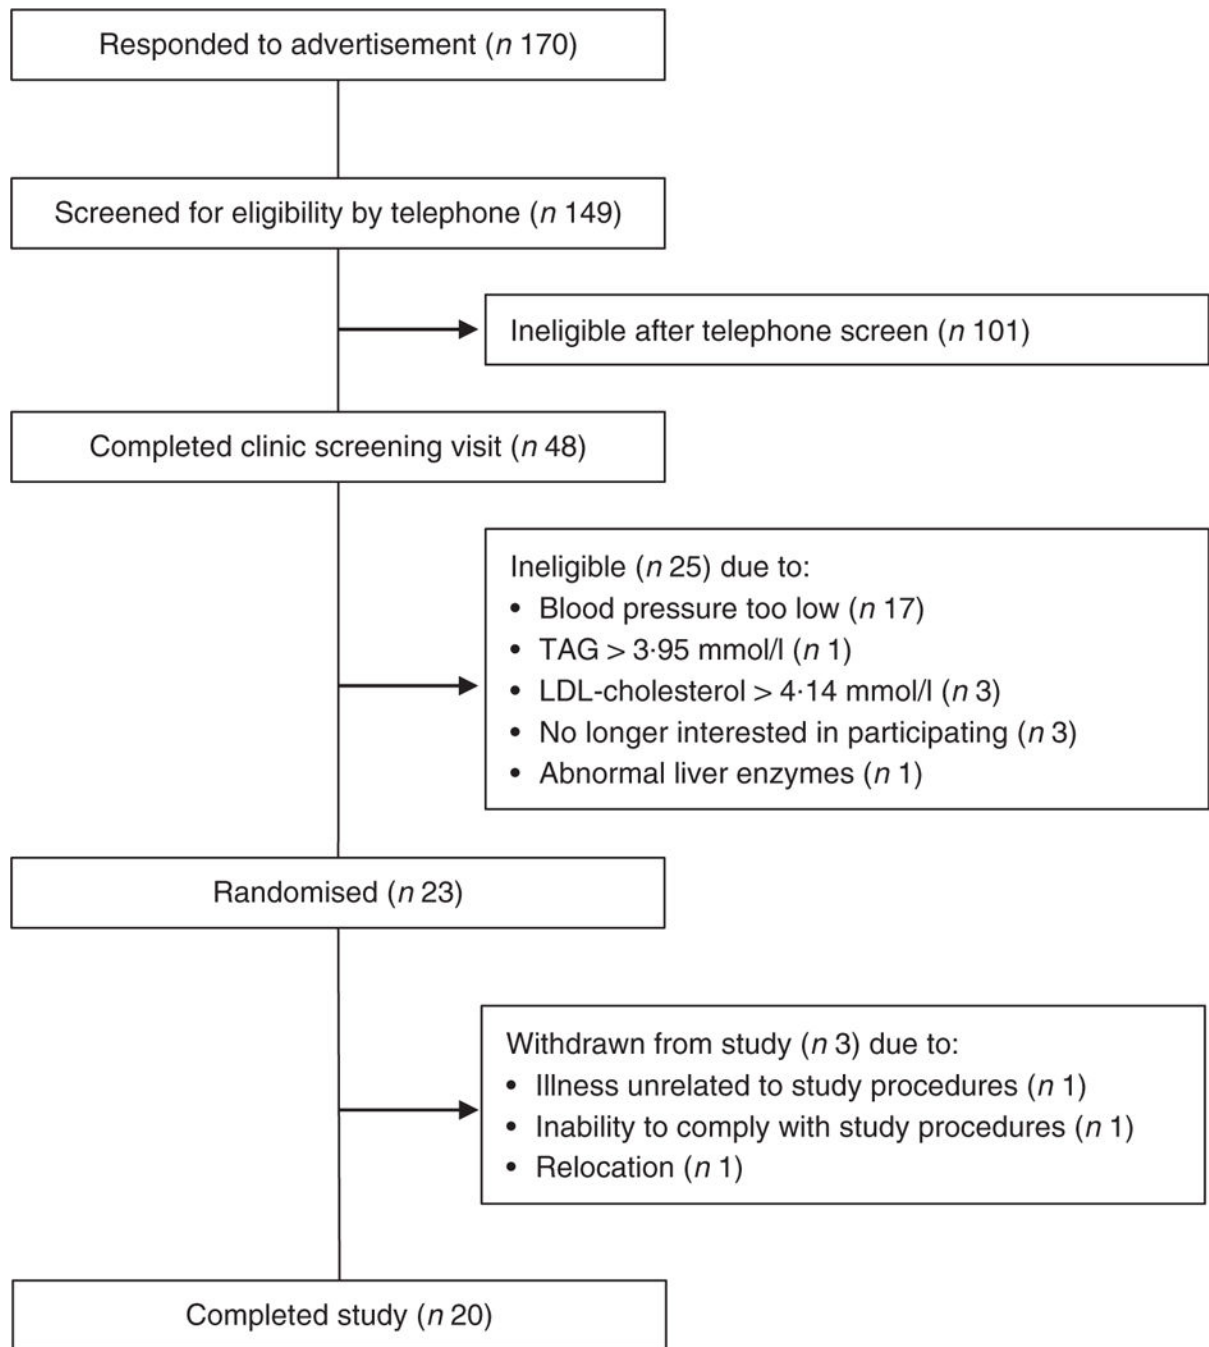 Responded to advertisement (n 170)
Screened for eligibility by telephone (n 149)
Ineligible after telephone screen (n 101)
Completed clinic screening visit (n 48)
Ineligible (n 25) due to:
• Blood pressure too low (n 17)
• TAG > 3·95 mmol/l (n 1)
• LDL-cholesterol > 4·14 mmol/l (n 3)
• No longer interested in participating (n 3)
• Abnormal liver enzymes (n 1)
Randomised (n 23)
Withdrawn from study (n 3) due to:
• Illness unrelated to study procedures (n 1)
• Inability to comply with study procedures (n 1)
• Relocation (n 1)
Completed study (n 20)